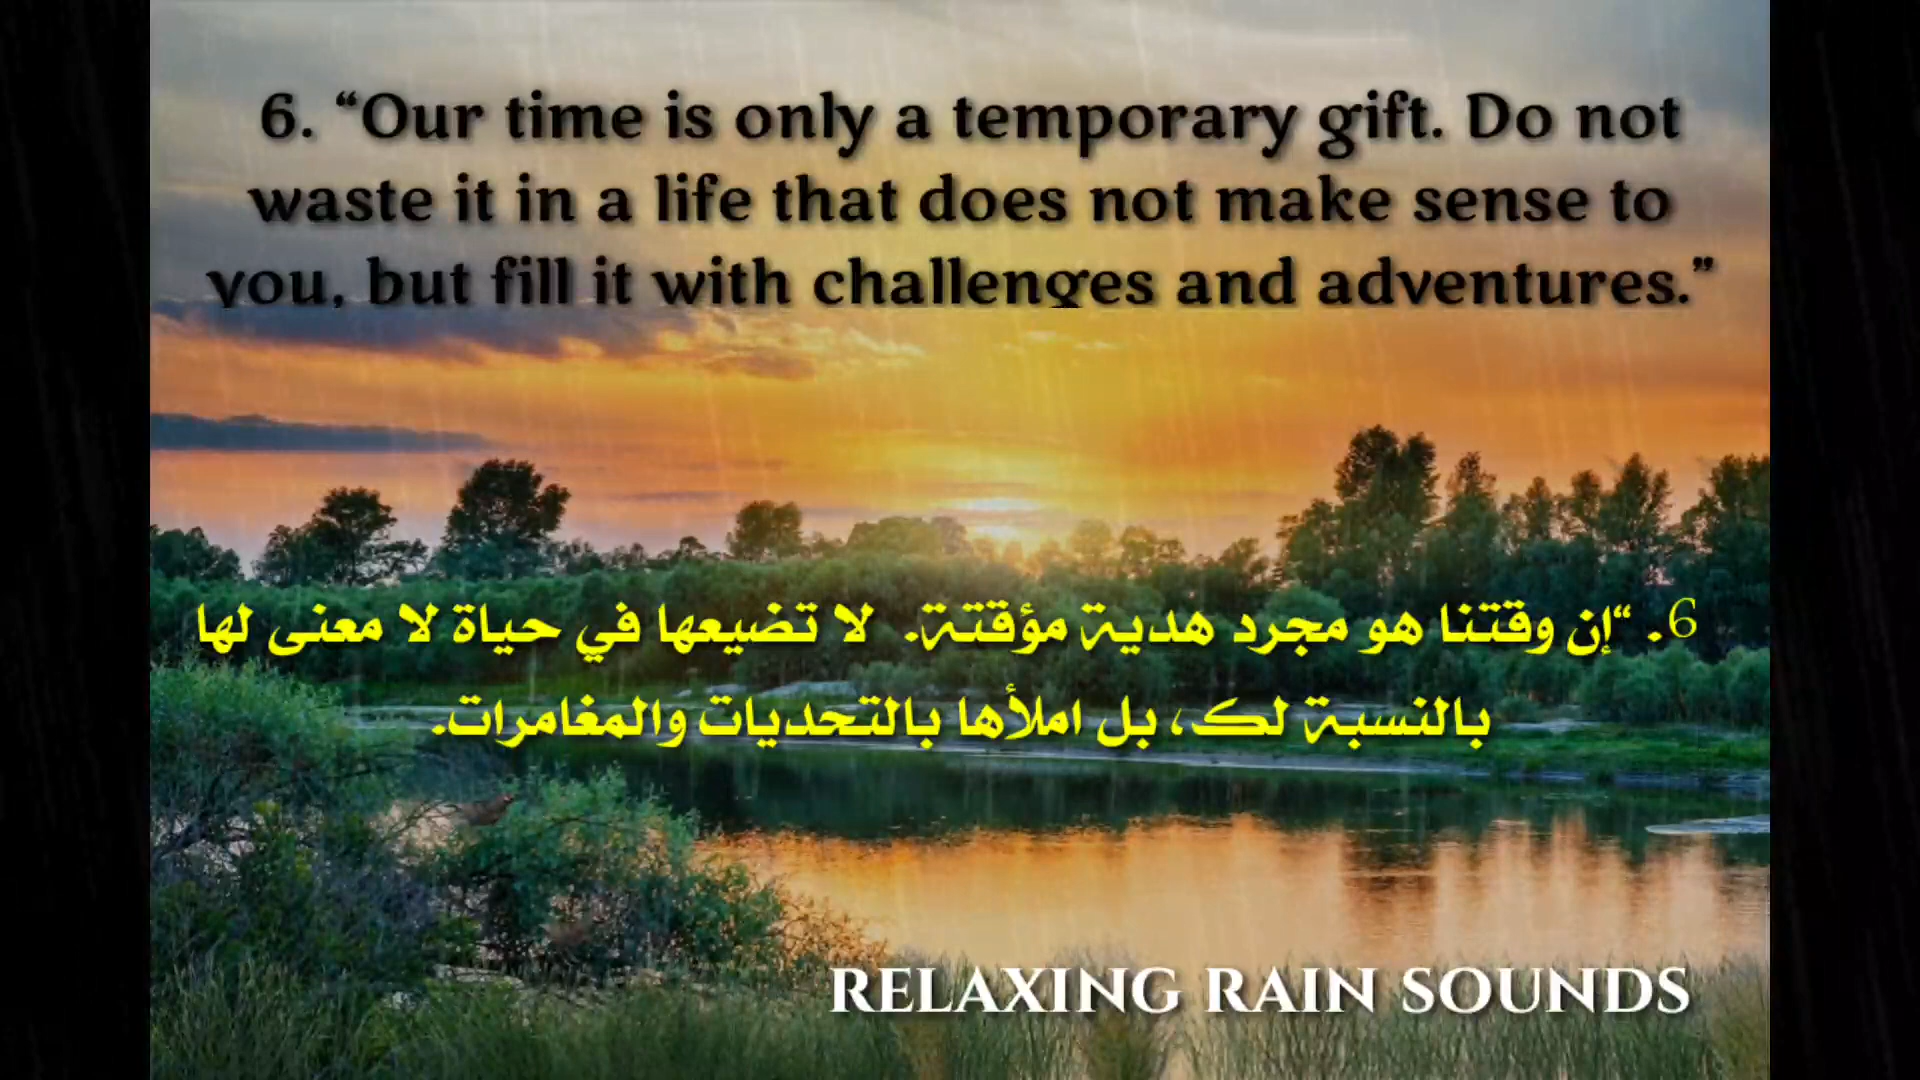 6. “Our time is only a temporary gift. Do not
waste it in a life that does not make sense to
you, but fill it with challenges and adventures.”
6. “إن وقتنا هو مجرد هدية مؤقتة. لا تضيعها في حياة لا معنى لها
بالنسبة لك، بل املأها بالتحديات والمغامرات.
RELAXING RAIN SOUNDS